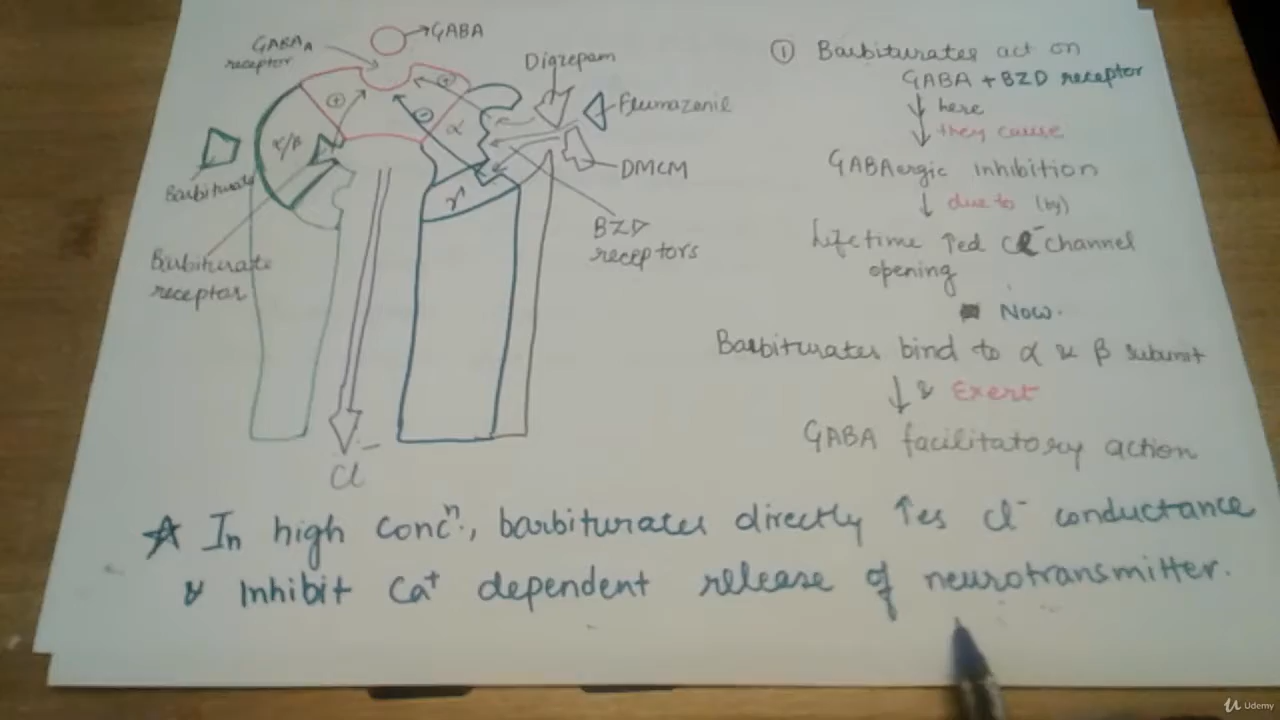 GABA
GABA_A
receptor
Diazepam
Flumazenil
⊕
⊕
⊖
α
α/β
Barbiturate
DMCM
γ
BZD
receptors
Barbiturate
receptor
Cl⁻
① Barbiturates act on
GABA + BZD receptor
↓ here
↓ they cause
GABAergic inhibition
↓ due to (by)
Lifetime ↑ed Cl⁻ channel
opening
Now.
Barbiturates bind to α & β subunit
↓ & Exert
GABA facilitatory action
☆ In high concⁿ., barbiturates directly ↑es Cl⁻ conductance
& inhibit Ca⁺ dependent release of neurotransmitter.
Udemy